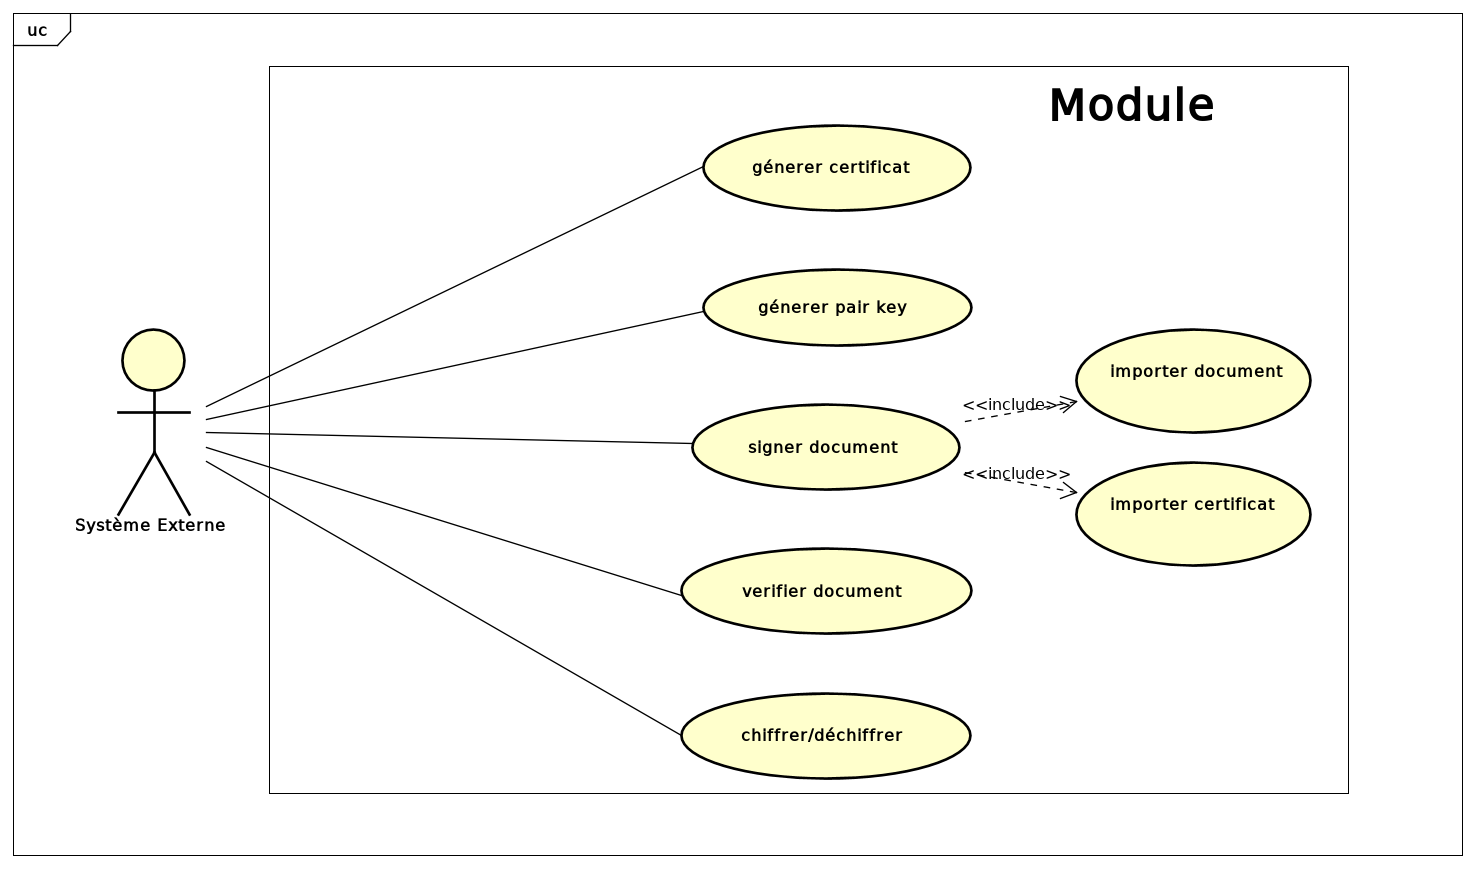 uc
Module
génerer certificat
génerer pair key
Système Externe
signer document
<<include>>
importer document
<<include>>
importer certificat
verifier document
chiffrer/déchiffrer